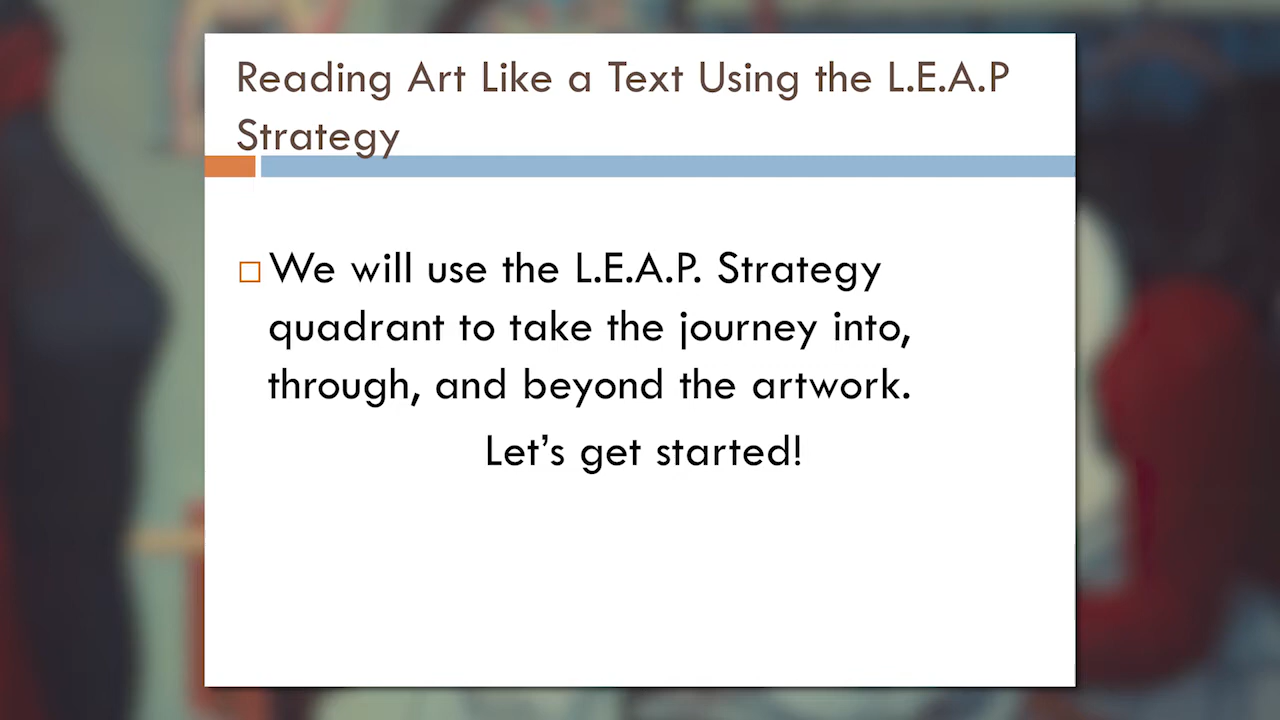 Reading Art Like a Text Using the L.E.A.P
Strategy
We will use the L.E.A.P. Strategy
quadrant to take the journey into,
through, and beyond the artwork.
Let’s get started!